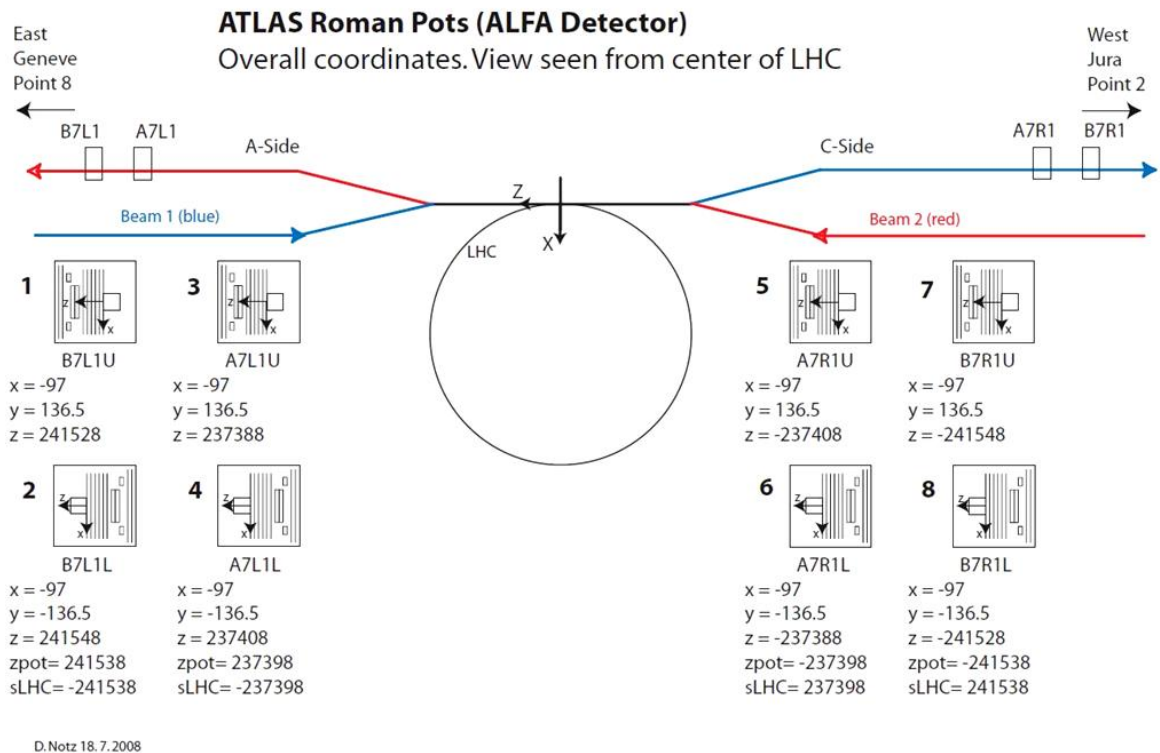 ATLAS Roman Pots (ALFA Detector)
Overall coordinates. View seen from center of LHC
East
Geneve
Point 8
West
Jura
Point 2
B7L1
A7L1
A-Side
C-Side
A7R1
B7R1
Z
X
Beam 1 (blue)
Beam 2 (red)
LHC
1
z
x
B7L1U
x = -97
y = 136.5
z = 241528
3
z
x
A7L1U
x = -97
y = 136.5
z = 237388
5
z
x
A7R1U
x = -97
y = 136.5
z = -237408
7
z
x
B7R1U
x = -97
y = 136.5
z = -241548
2
z
x
B7L1L
x = -97
y = -136.5
z = 241548
zpot= 241538
sLHC= -241538
4
z
x
A7L1L
x = -97
y = -136.5
z = 237408
zpot= 237398
sLHC= -237398
6
z
x
A7R1L
x = -97
y = -136.5
z = -237388
zpot= -237398
sLHC= 237398
8
z
x
B7R1L
x = -97
y = -136.5
z = -241528
zpot= -241538
sLHC= 241538
D. Notz 18. 7. 2008